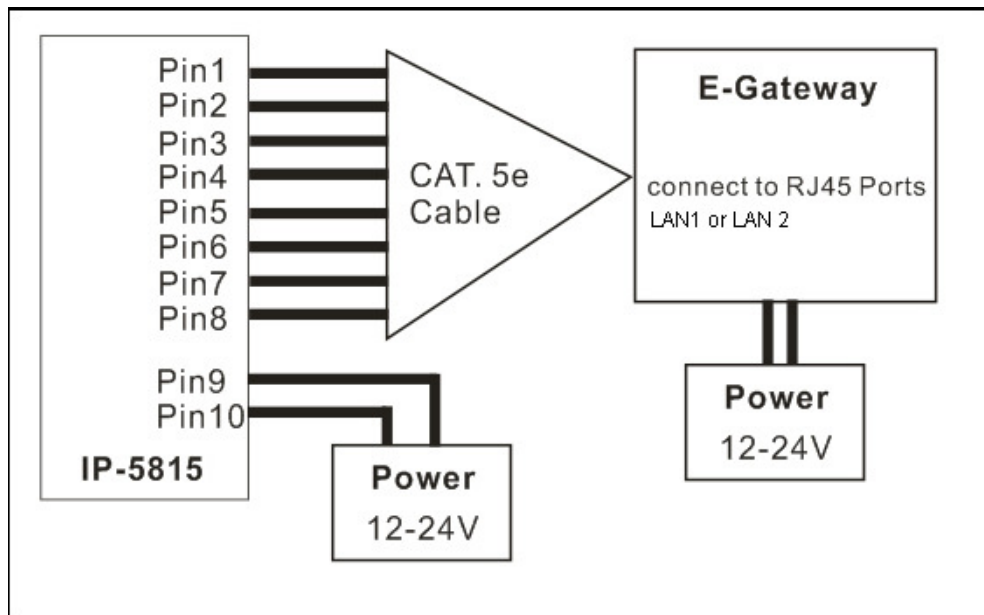 Pin1
Pin2
Pin3
Pin4
Pin5
Pin6
Pin7
Pin8
Pin9
Pin10
IP-5815
CAT. 5e
Cable
Power
12-24V
E-Gateway
connect to RJ45 Ports
LAN1 or LAN 2
Power
12-24V